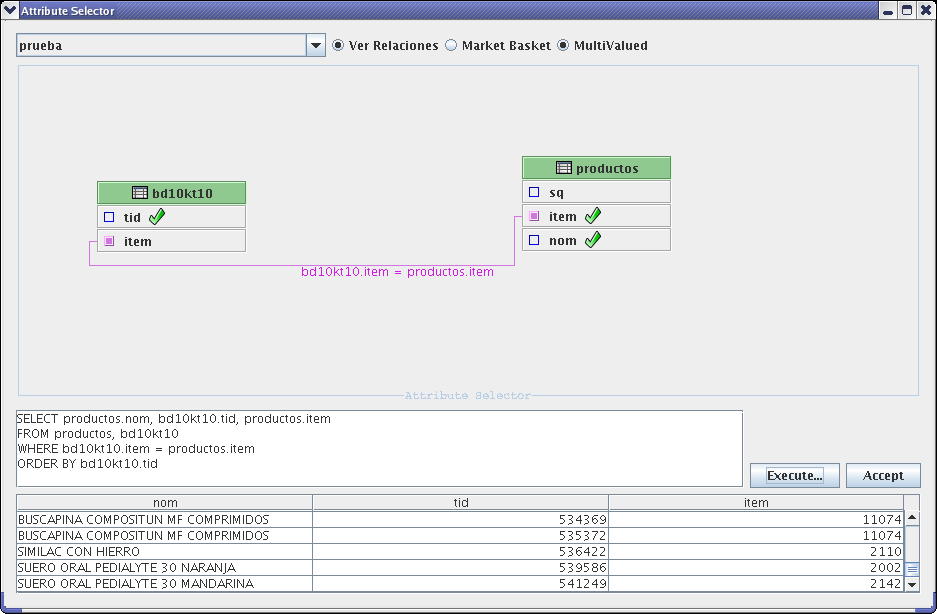 Attribute Selector
prueba
Ver Relaciones
Market Basket
MultiValued
bd10kt10
tid
item
productos
sq
item
nom
bd10kt10.item = productos.item
Attribute Selector
SELECT productos.nom, bd10kt10.tid, productos.item
FROM productos, bd10kt10
WHERE bd10kt10.item = productos.item
ORDER BY bd10kt10.tid
Execute...
Accept
nom tid item
BUSCAPINA COMPOSITUN MF COMPRIMIDOS 534369 11074
BUSCAPINA COMPOSITUN MF COMPRIMIDOS 535372 11074
SIMILAC CON HIERRO 536422 2110
SUERO ORAL PEDIALYTE 30 NARANJA 539586 2002
SUERO ORAL PEDIALYTE 30 MANDARINA 541249 2142